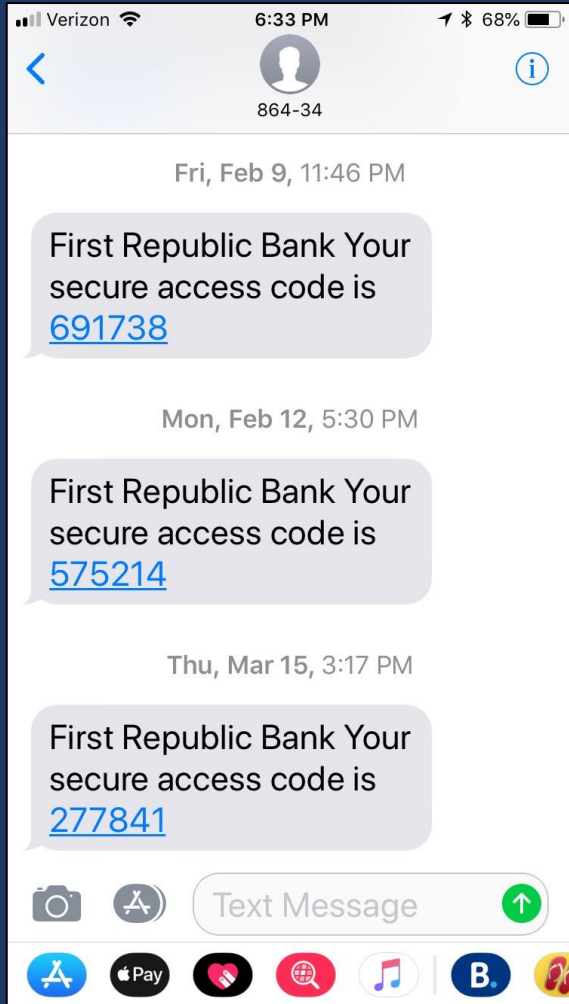 Verizon 6:33 PM 68%
864-34
Fri, Feb 9, 11:46 PM
First Republic Bank Your
secure access code is
691738
Mon, Feb 12, 5:30 PM
First Republic Bank Your
secure access code is
575214
Thu, Mar 15, 3:17 PM
First Republic Bank Your
secure access code is
277841
Text Message
Pay
B.